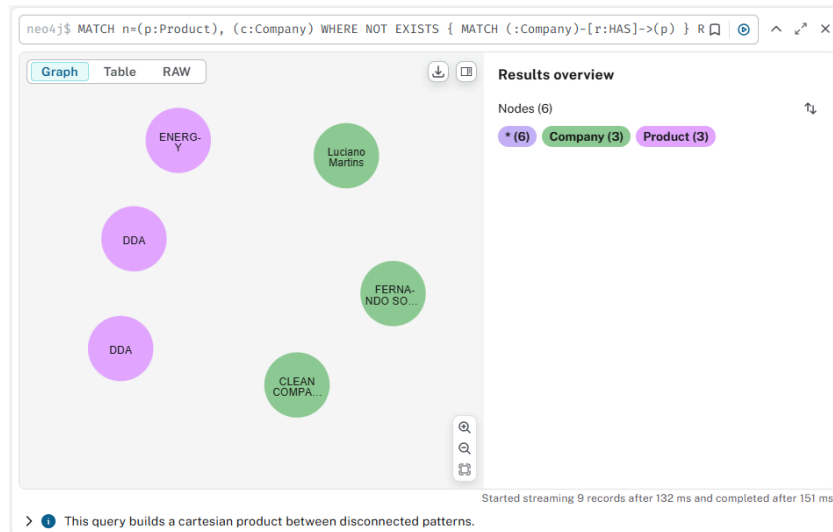 neo4j$ MATCH n=(p:Product), (c:Company) WHERE NOT EXISTS { MATCH (:Company)-[r:HAS]->(p) } R
Graph Table RAW
Results overview
Nodes (6)
* (6) Company (3) Product (3)
ENERG-
Y
Luciano
Martins
DDA
FERNA-
NDO SO...
DDA
CLEAN
COMPA...
Started streaming 9 records after 132 ms and completed after 151 ms
This query builds a cartesian product between disconnected patterns.